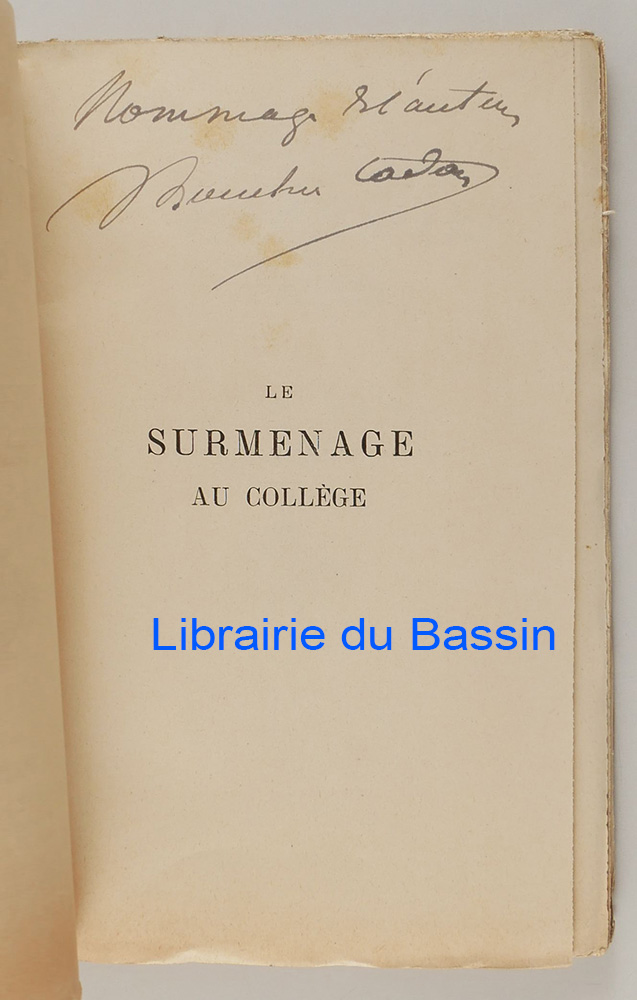 Hommage de l'auteur
LE
SURMENAGE
AU COLLÈGE
Librairie du Bassin